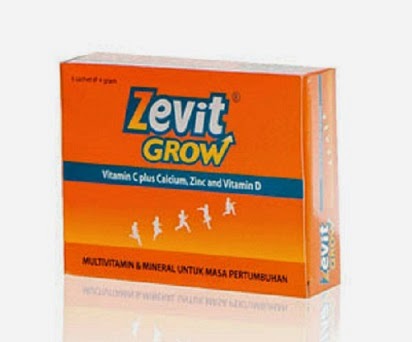 5 sachet @ 4 gram
Zevit®
GROW
Vitamin C plus Calcium, Zinc and Vitamin D
MULTIVITAMIN & MINERAL UNTUK MASA PERTUMBUHAN
Zevit
GROW